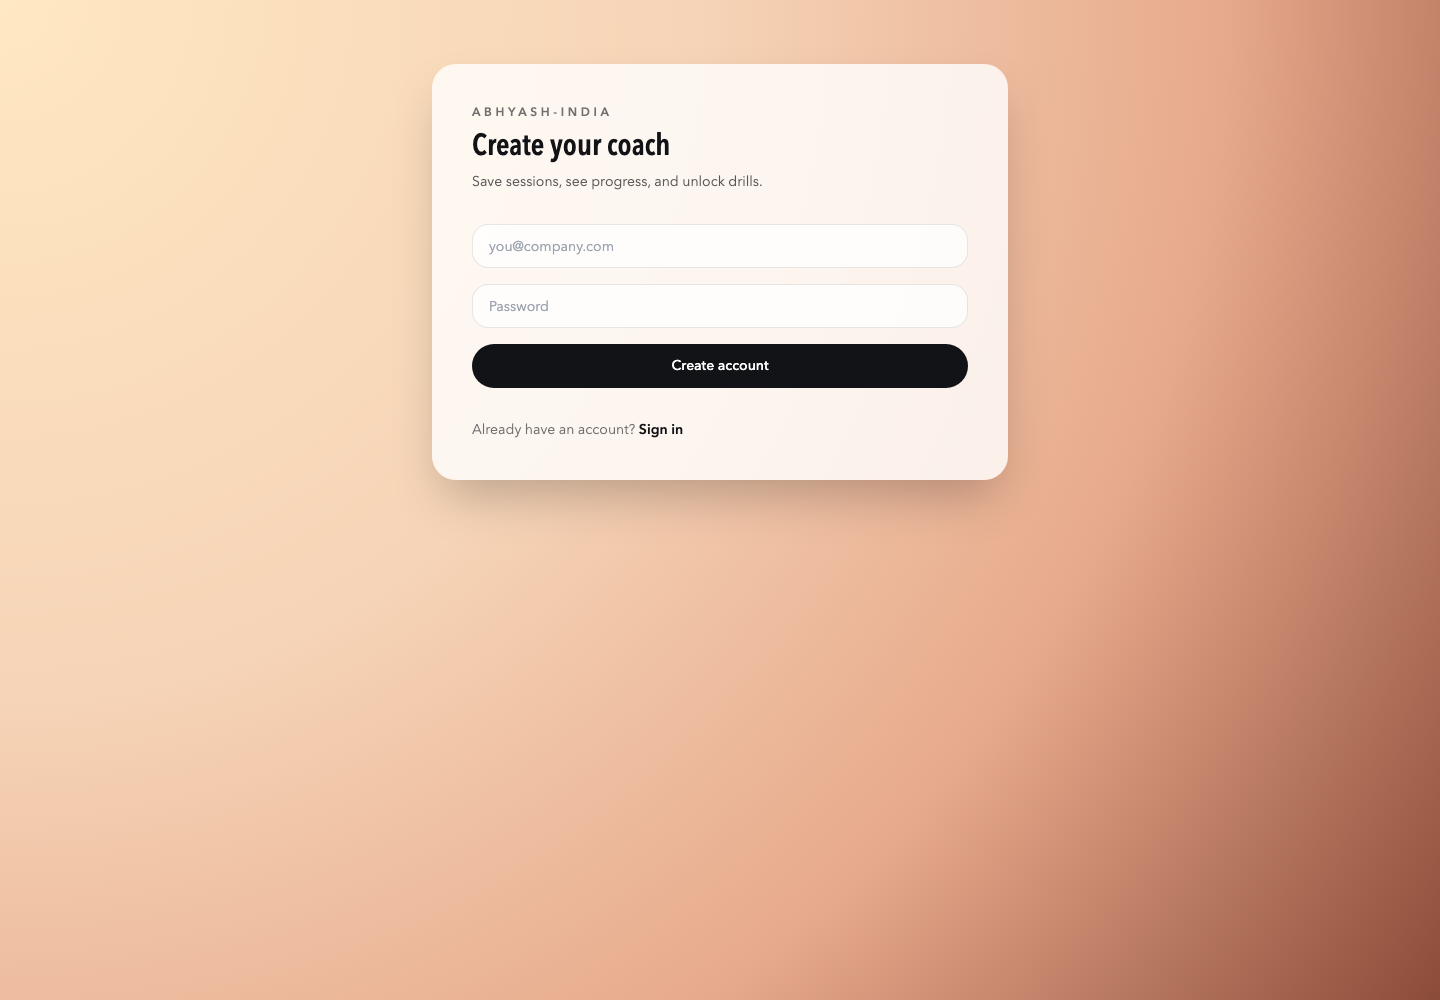 ABHYASH-INDIA
Create your coach
Save sessions, see progress, and unlock drills.
you@company.com
Password
Create account
Already have an account? Sign in